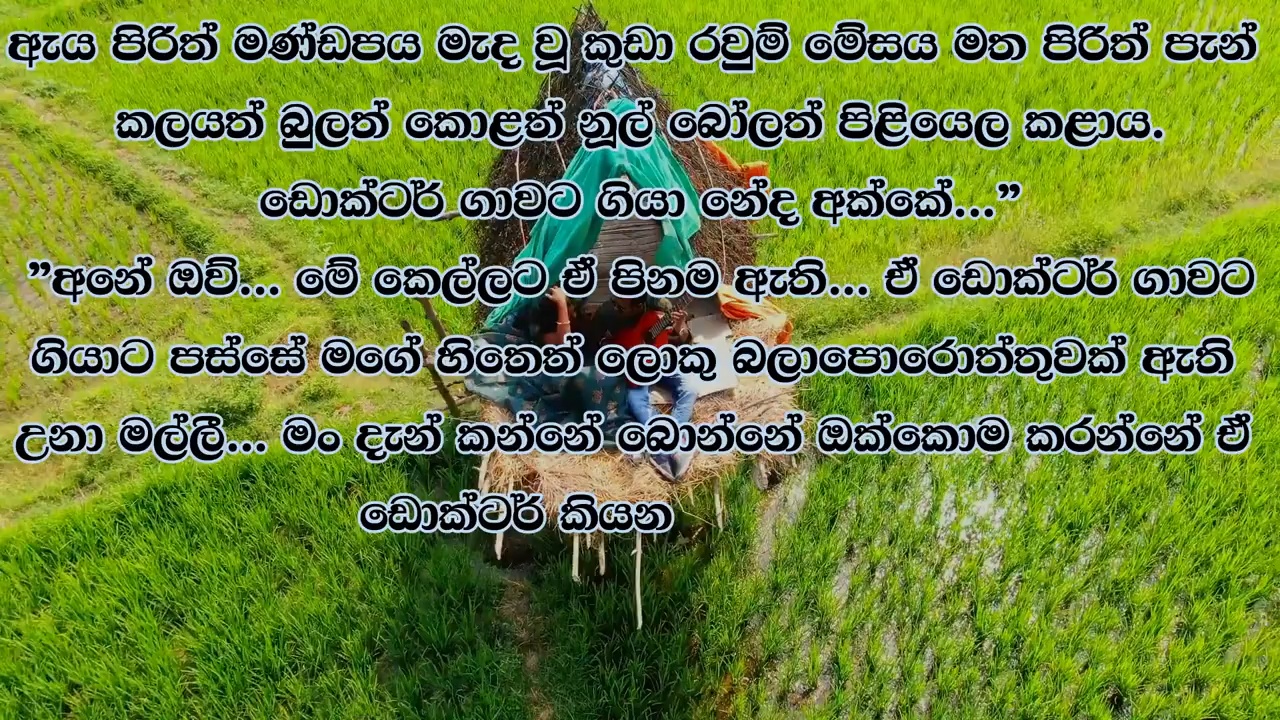 ඇය පිරිත් මණ්ඩපය මැද වූ කුඩා රවුම් මේසය මත පිරිත් පැන්
කලයත් බුලත් කොළත් නූල් බෝලත් පිළියෙල කළාය.
ඩොක්ටර් ගාවට ගියා නේද අක්කේ...”
”අනේ ඔව්... මේ කෙල්ලට ඒ පිනම ඇති... ඒ ඩොක්ටර් ගාවට
ගියාට පස්සේ මගේ හිතෙත් ලොකු බලාපොරොත්තුවක් ඇති
උනා මල්ලී... මං දැන් කන්නේ බොන්නේ ඔක්කොම කරන්නේ ඒ
ඩොක්ටර් කියන